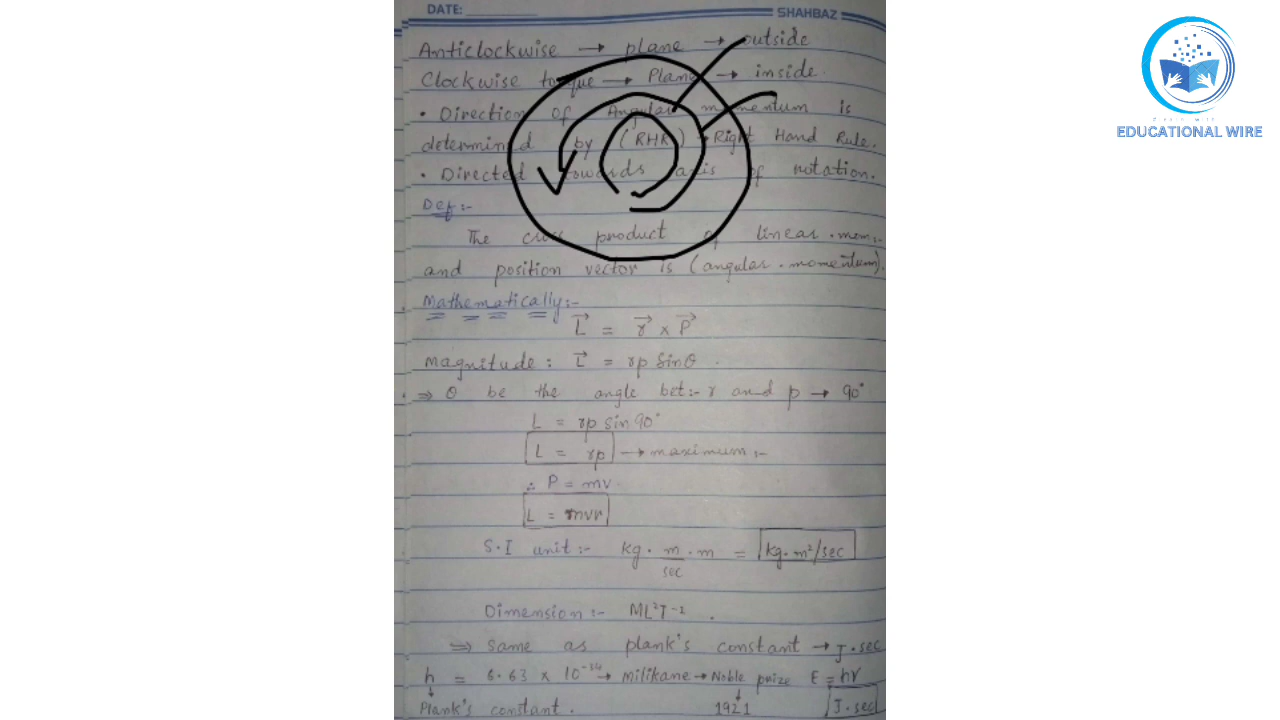 DATE:
SHAHBAZ
Anticlockwise → plane → outside
Clockwise torque → Plane → inside.
• Direction of Angular momentum is
determined by (RHR) → Right Hand Rule.
• Directed towards axis of rotation.
Def:-
The cross product of linear .mom:-
and position vector is (angular .momentum).
Mathematically:-
L⃗ = r⃗ × P⃗
Magnitude : L⃗ = rp Sinθ .
⇒ θ be the angle bet:- r and p → 90°
L = rp sin 90°
L = rp → maximum :-
∴ P = mv.
L = mvr
S.I unit :- kg . m/sec . m = kg.m²/sec
Dimension :- ML²T⁻² .
⇒ Same as plank's constant → J.sec
h = 6.63 × 10⁻³⁴ → milikane → Noble prize E = hν
↓ ↓
Plank's constant. 1921 J.sec
EDUCATIONAL WIRE